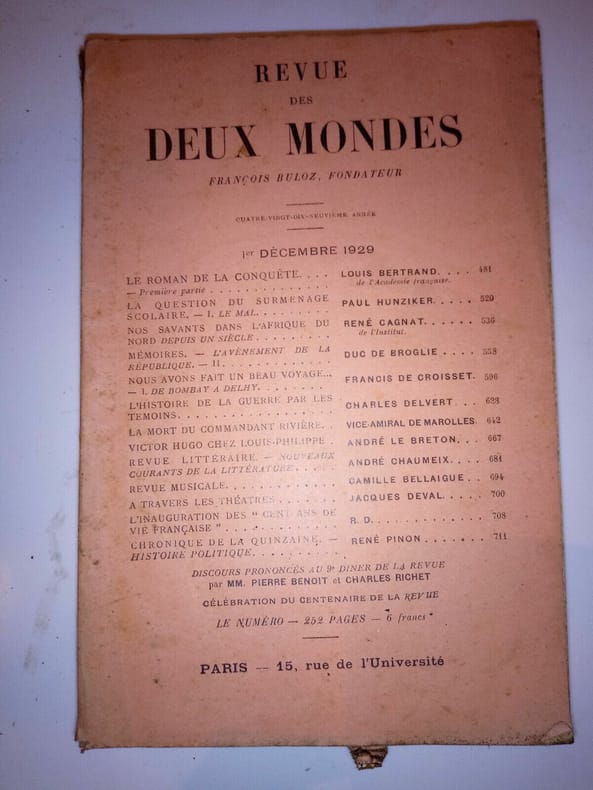 REVUE
DES
DEUX MONDES
FRANÇOIS BULOZ, FONDATEUR
QUATRE-VINGT-DIX-NEUVIÈME ANNÉE
1er DÉCEMBRE 1929
LE ROMAN DE LA CONQUÊTE. . . . LOUIS BERTRAND. . . . 481
— Première partie . . . . . . . . . . . . . de l'Académie française.
LA QUESTION DU SURMENAGE
SCOLAIRE. — I. LE MAL. . . . . . . . . PAUL HUNZIKER. . . . . 520
NOS SAVANTS DANS L'AFRIQUE DU RENÉ CAGNAT. . . . . . 536
NORD DEPUIS UN SIÈCLE . . . . . . . . . de l'Institut.
MÉMOIRES. — L'AVÈNEMENT DE LA
RÉPUBLIQUE. — II. . . . . . . . . . . . . DUC DE BROGLIE . . . . 558
NOUS AVONS FAIT UN BEAU VOYAGE...
— I. DE BOMBAY A DELHY. . . . . . . . FRANCIS DE CROISSET. 596
L'HISTOIRE DE LA GUERRE PAR LES
TEMOINS. . . . . . . . . . . . . . . . . CHARLES DELVERT . . . 628
LA MORT DU COMMANDANT RIVIÈRE. . VICE-AMIRAL DE MAROLLES. 642
VICTOR HUGO CHEZ LOUIS-PHILIPPE . ANDRÉ LE BRETON. . . 667
REVUE LITTÉRAIRE. — NOUVEAUX
COURANTS DE LA LITTÉRATURE . . . . . ANDRÉ CHAUMEIX. . . . 681
REVUE MUSICALE. . . . . . . . . . . . . CAMILLE BELLAIGUE . . 694
A TRAVERS LES THÉATRES . . . . . . . JACQUES DEVAL. . . . . 700
L'INAUGURATION DES " CENT ANS DE
VIE FRANÇAISE " . . . . . . . . . . . . R. D. . . . . . . . . . . . . 708
CHRONIQUE DE LA QUINZAINE. — RENÉ PINON . . . . . . . 711
HISTOIRE POLITIQUE. . . . . . . . . .
DISCOURS PRONONCÉS AU 9e DINER DE LA REVUE
par MM. PIERRE BENOIT et CHARLES RICHET
CÉLÉBRATION DU CENTENAIRE DE LA REVUE
LE NUMÉRO — 252 PAGES — 6 francs
PARIS — 15, rue de l'Université